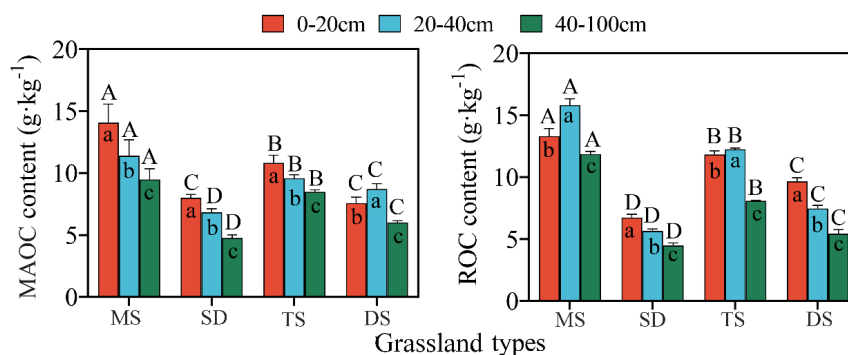 0-20cm 20-40cm 40-100cm
MAOC content (g·kg⁻¹)
20
15
10
5
0
A A A
a b c
C D D
a b c
B B B
a b c
C C C
b a c
MS SD TS DS
ROC content (g·kg⁻¹)
20
15
10
5
0
A A A
a a c
D D D
a b c
B B B
a a c
C C C
a b c
MS SD TS DS
Grassland types